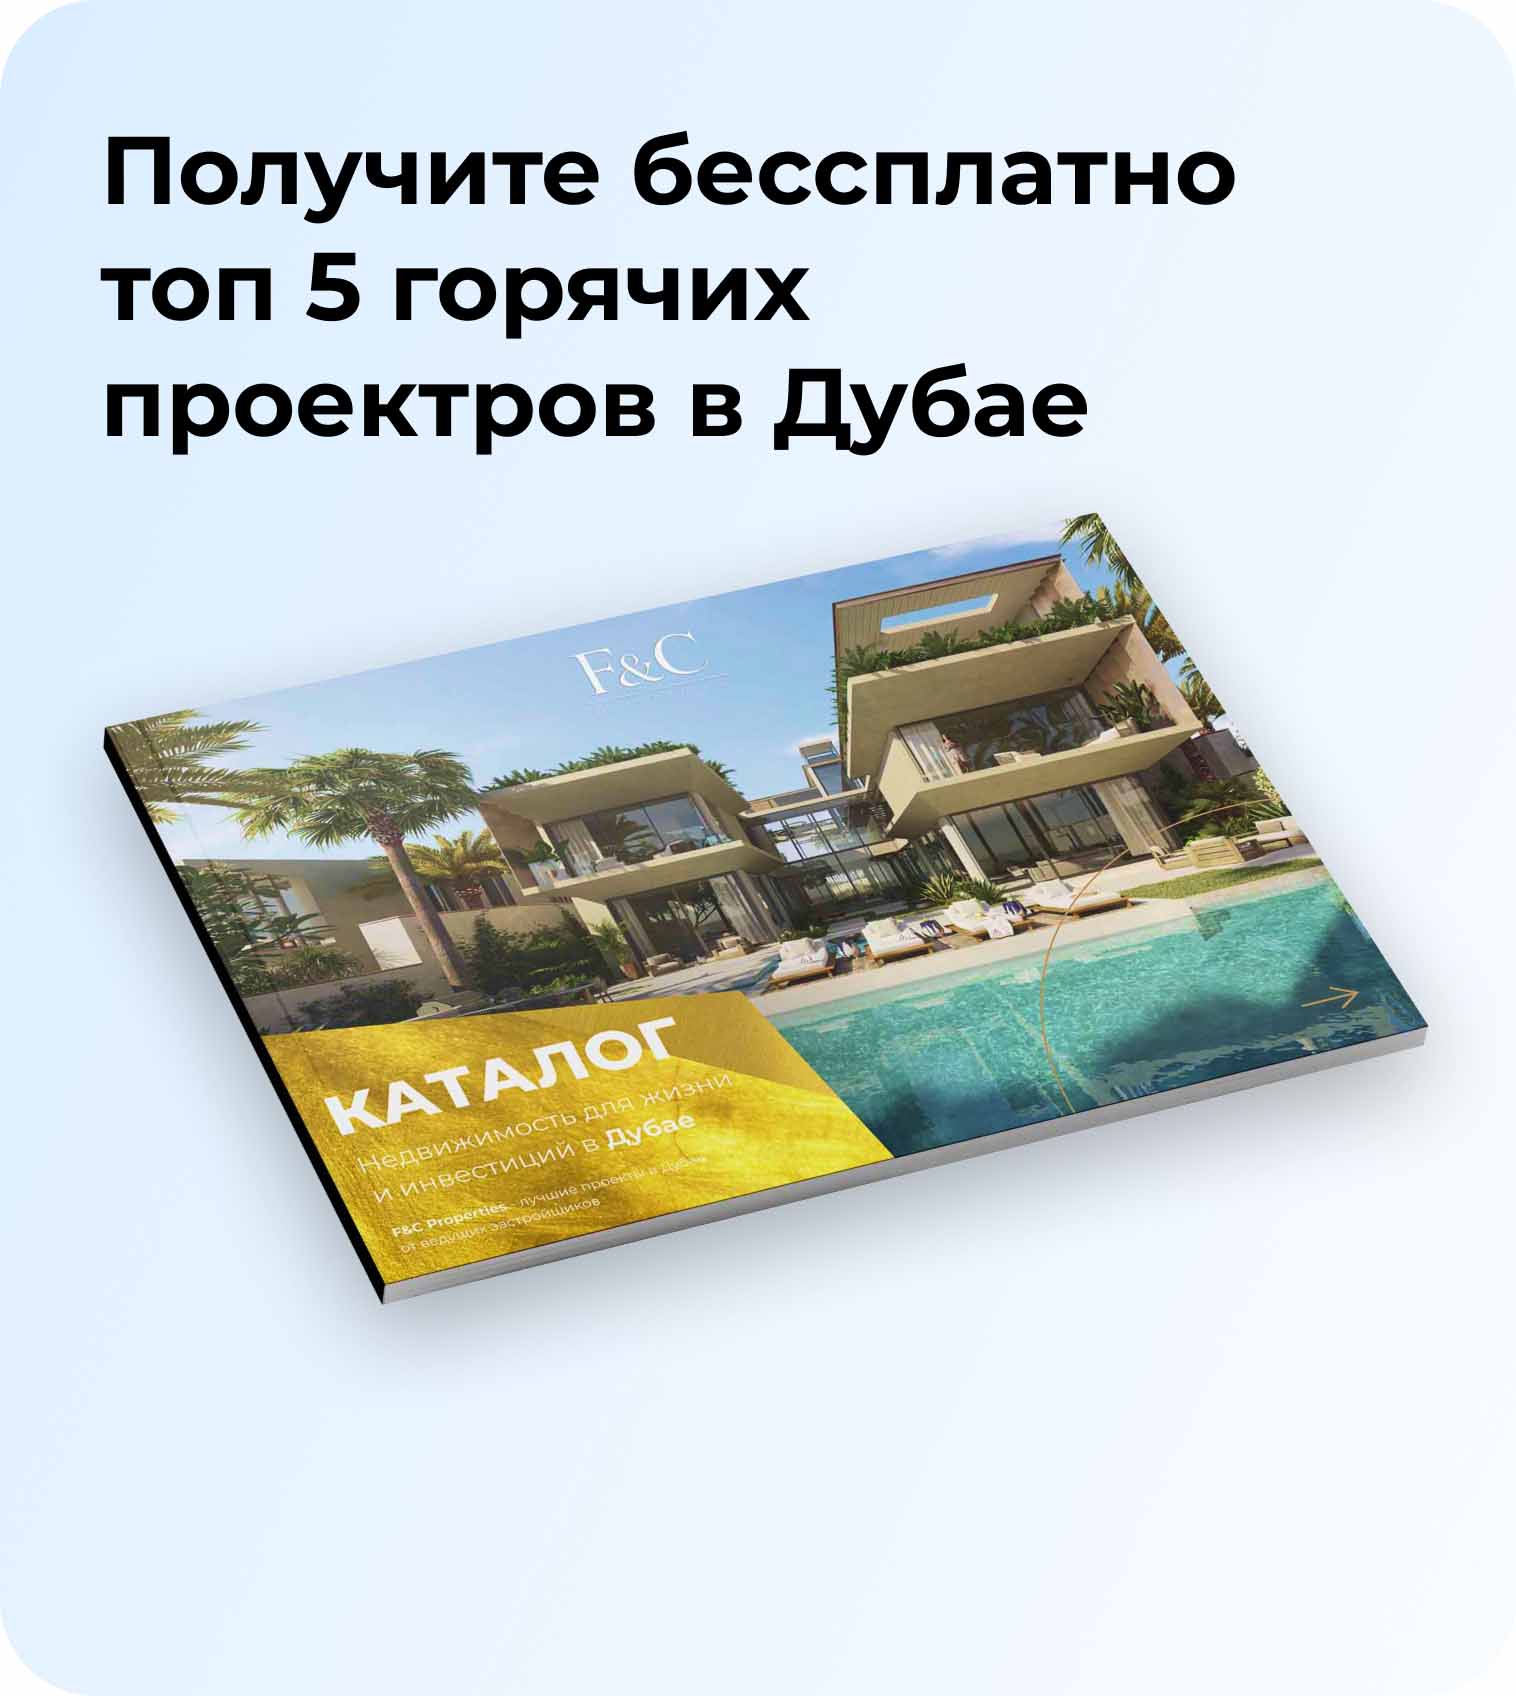 Получите бессплатно
топ 5 горячих
проектров в Дубае
F&C
КАТАЛОГ
Недвижимость для жизни
и инвестиций в Дубае
F&C Properties - лучшие проекты в Дубае
от ведущих застройщиков